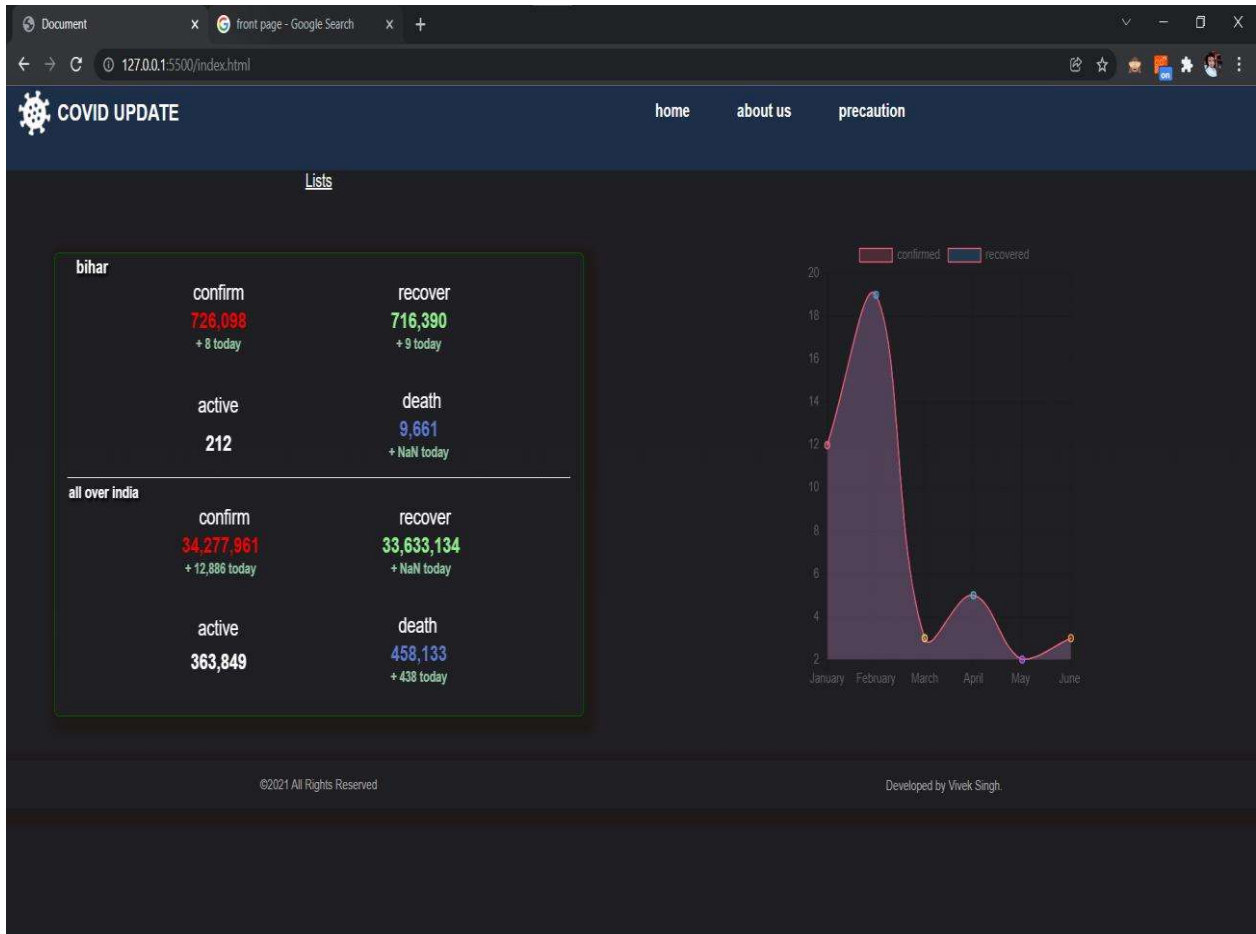 Document
front page - Google Search
127.0.0.1:5500/index.html
on
COVID UPDATE
home about us precaution
Lists
bihar
confirm recover
726,098 716,390
+ 8 today + 9 today
active death
212 9,661
+ NaN today
all over india
confirm recover
34,277,961 33,633,134
+ 12,886 today + NaN today
active death
363,849 458,133
+ 438 today
confirmed recovered
20
18
16
14
12
10
8
6
4
2
January February March April May June
©2021 All Rights Reserved Developed by Vivek Singh.